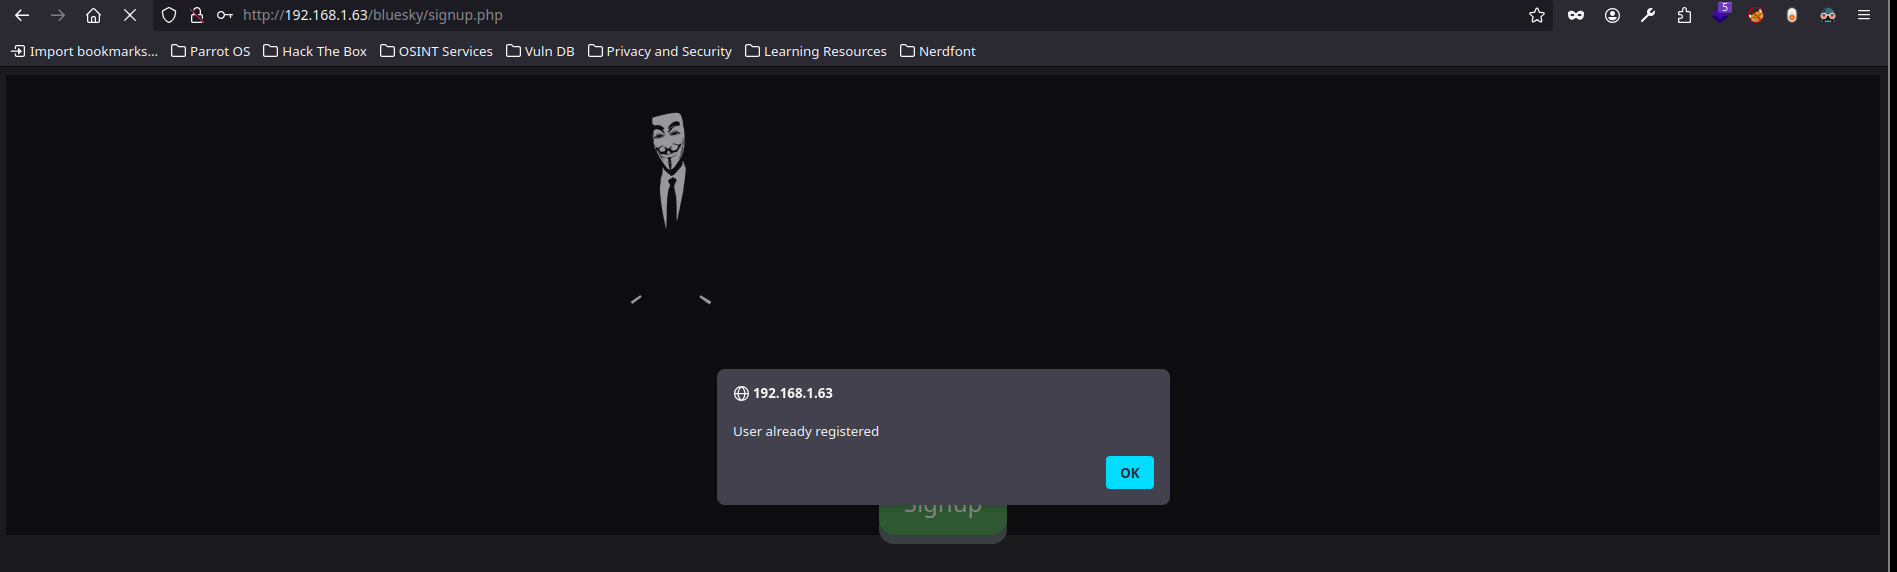 http://192.168.1.63/bluesky/signup.php
5
Import bookmarks... Parrot OS Hack The Box OSINT Services Vuln DB Privacy and Security Learning Resources Nerdfont
192.168.1.63
User already registered
OK
Signup